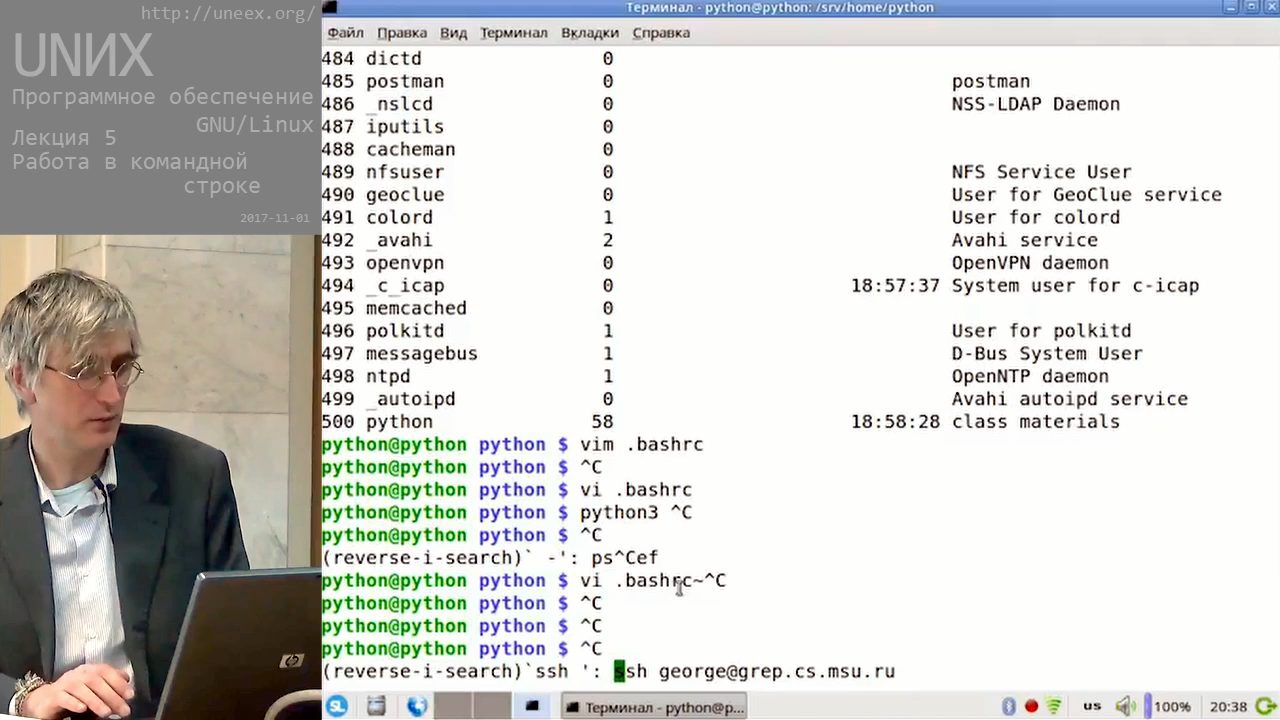 http://uneex.org/
UNИX
Программное обеспечение
GNU/Linux
Лекция 5
Работа в командной
строке
2017-11-01
Терминал - python@python: /srv/home/python
Файл Правка Вид Терминал Вкладки Справка
484 dictd 0
485 postman 0 postman
486 _nslcd 0 NSS-LDAP Daemon
487 iputils 0
488 cacheman 0
489 nfsuser 0 NFS Service User
490 geoclue 0 User for GeoClue service
491 colord 1 User for colord
492 _avahi 2 Avahi service
493 openvpn 0 OpenVPN daemon
494 _c_icap 0 18:57:37 System user for c-icap
495 memcached 0
496 polkitd 1 User for polkitd
497 messagebus 1 D-Bus System User
498 ntpd 1 OpenNTP daemon
499 _autoipd 0 Avahi autoipd service
500 python 58 18:58:28 class materials
python@python python $ vim .bashrc
python@python python $ ^C
python@python python $ vi .bashrc
python@python python $ python3 ^C
python@python python $ ^C
(reverse-i-search)` -': ps^Cef
python@python python $ vi .bashrc~^C
python@python python $ ^C
python@python python $ ^C
python@python python $ ^C
(reverse-i-search)`ssh ': ssh george@grep.cs.msu.ru
SL Терминал - python@p... us 100% 20:38
hp